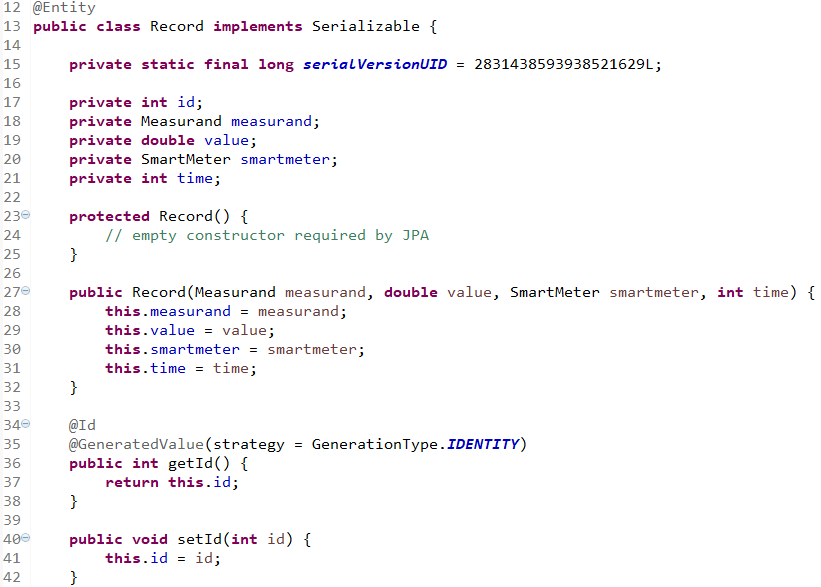 12 @Entity
13 public class Record implements Serializable {
14
15     private static final long serialVersionUID = 2831438593938521629L;
16
17     private int id;
18     private Measurand measurand;
19     private double value;
20     private SmartMeter smartmeter;
21     private int time;
22
23     protected Record() {
24         // empty constructor required by JPA
25     }
26
27     public Record(Measurand measurand, double value, SmartMeter smartmeter, int time) {
28         this.measurand = measurand;
29         this.value = value;
30         this.smartmeter = smartmeter;
31         this.time = time;
32     }
33
34     @Id
35     @GeneratedValue(strategy = GenerationType.IDENTITY)
36     public int getId() {
37         return this.id;
38     }
39
40     public void setId(int id) {
41         this.id = id;
42     }